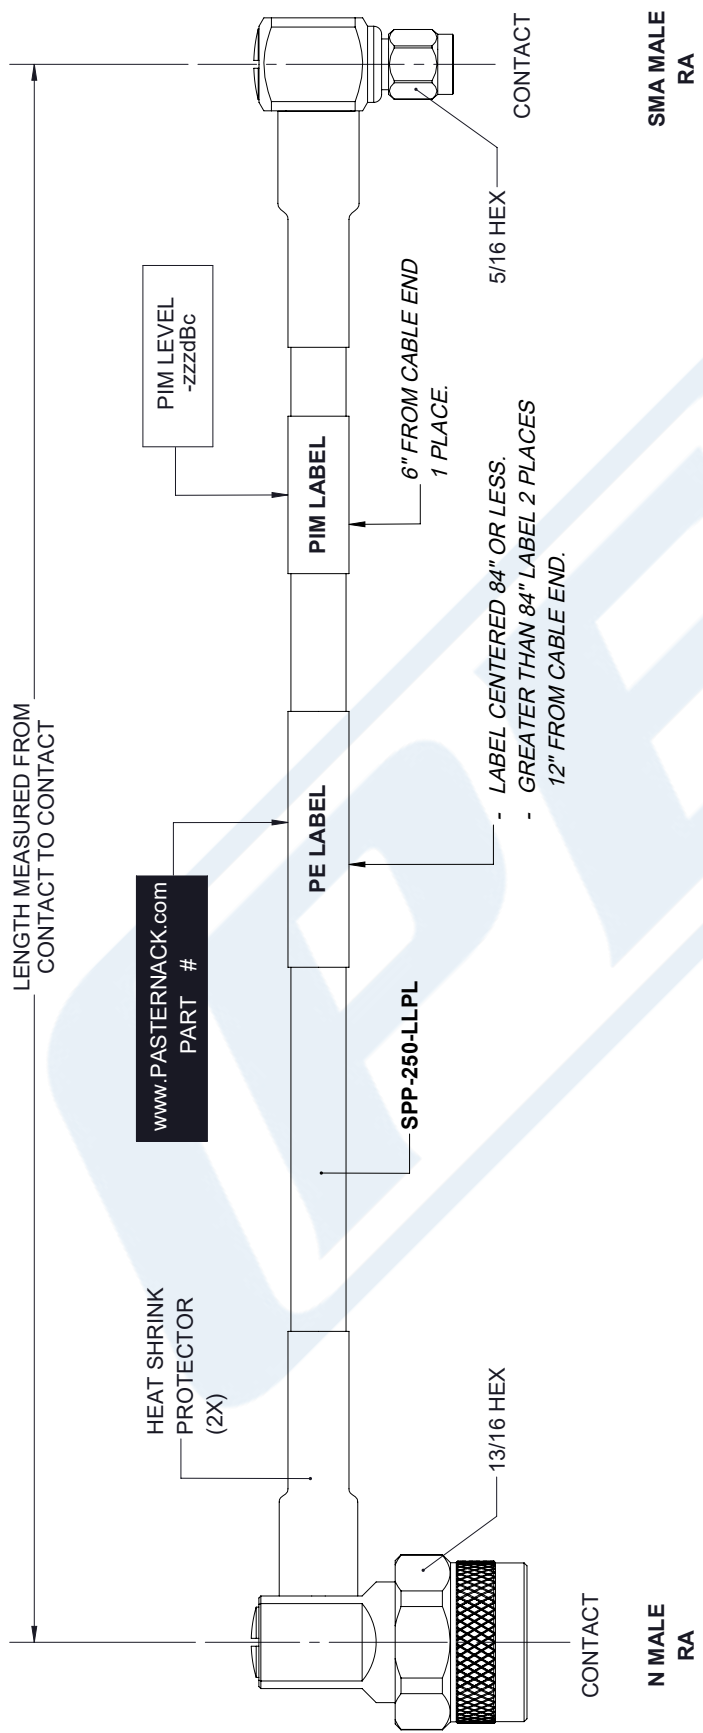 LENGTH MEASURED FROM
CONTACT TO CONTACT
HEAT SHRINK
PROTECTOR
(2X)
www.PASTERNACK.com
PART #
PIM LEVEL
-zzzdBc
PE LABEL
PIM LABEL
SPP-250-LLPL
6" FROM CABLE END
1 PLACE.
- LABEL CENTERED 84" OR LESS.
- GREATER THAN 84" LABEL 2 PLACES
12" FROM CABLE END.
13/16 HEX
5/16 HEX
CONTACT
CONTACT
N MALE
RA
SMA MALE
RA
PE